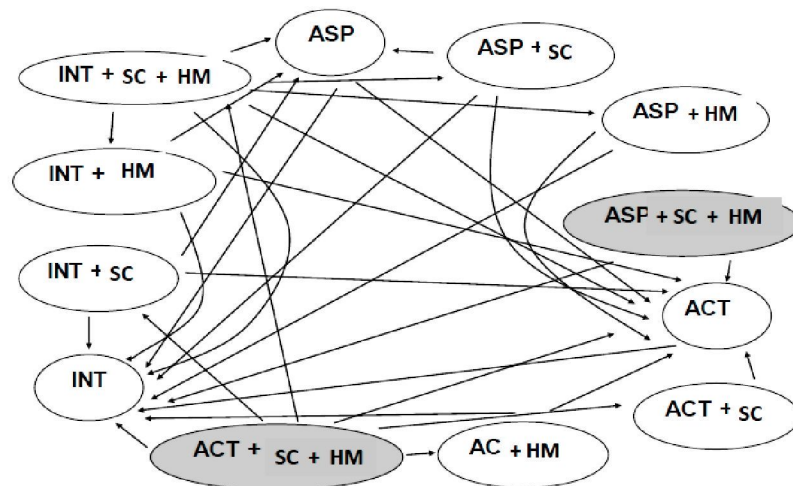 ASP
ASP + SC
INT + SC + HM
ASP + HM
INT + HM
ASP + SC + HM
INT + SC
ACT
INT
ACT + SC
ACT + SC + HM
AC + HM